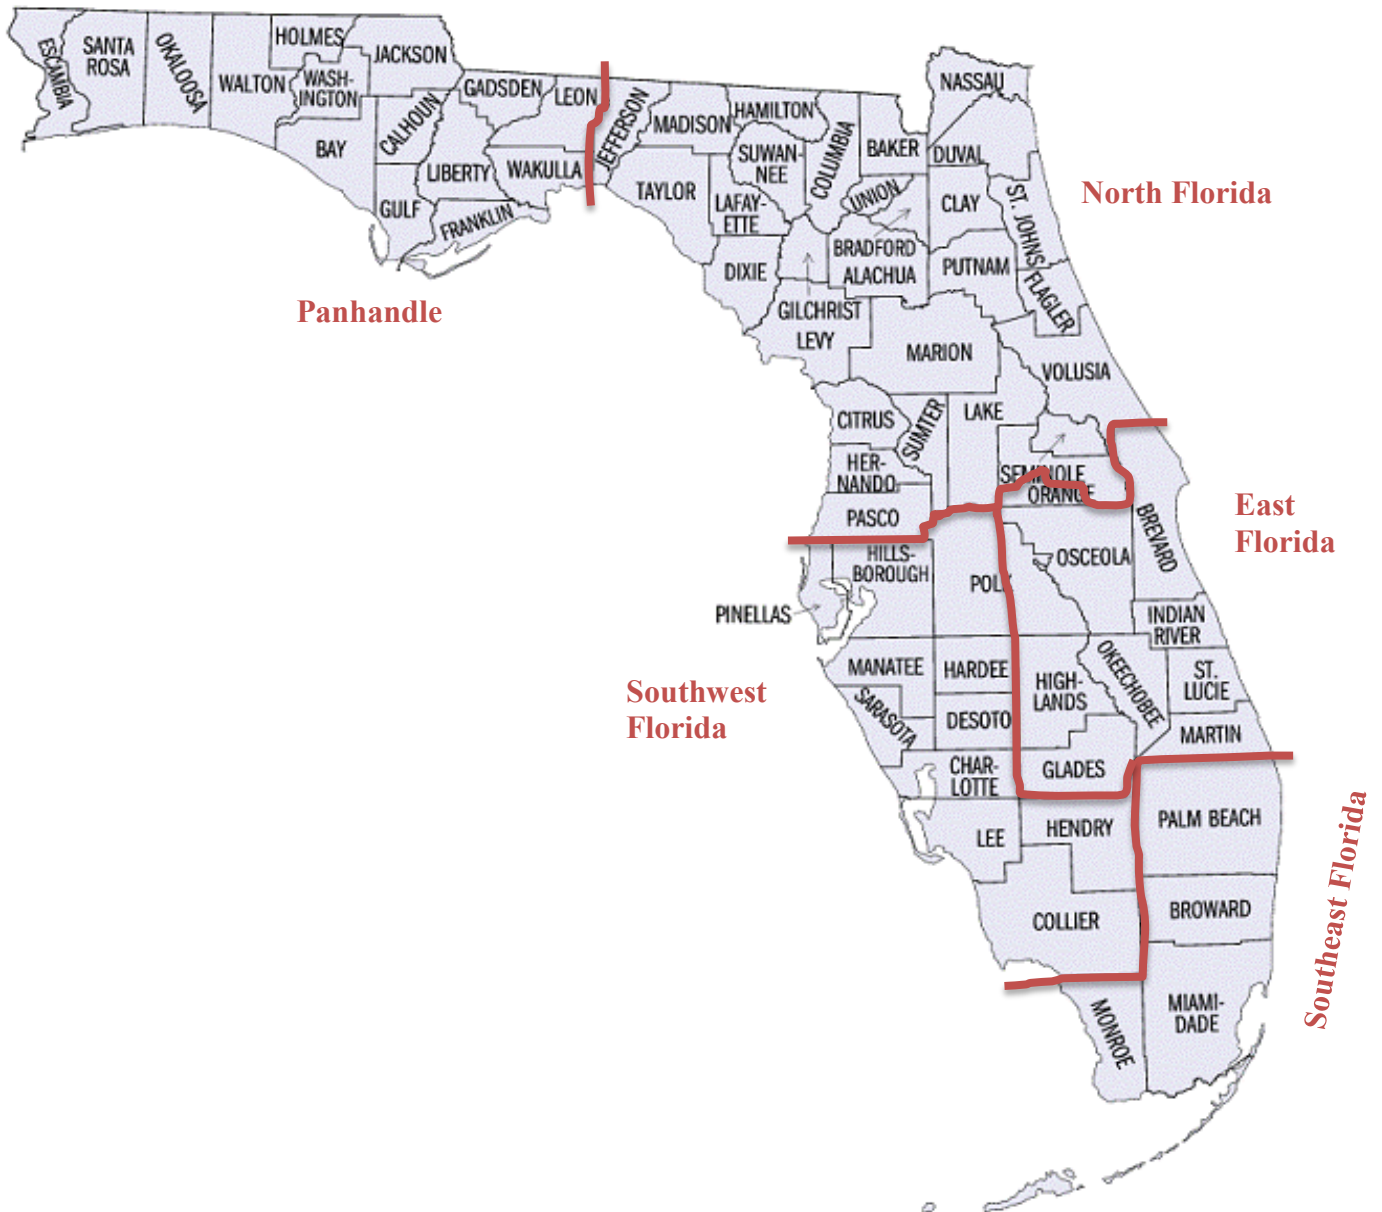 ESCAMBIA
SANTA
ROSA
OKALOOSA
WALTON
HOLMES
WASH-
INGTON
JACKSON
BAY
CALHOUN
GULF
LIBERTY
GADSDEN
FRANKLIN
LEON
WAKULLA
JEFFERSON
MADISON
TAYLOR
HAMILTON
SUWAN-
NEE
LAFAY-
ETTE
DIXIE
COLUMBIA
BAKER
UNION
BRADFORD
ALACHUA
GILCHRIST
LEVY
NASSAU
DUVAL
CLAY
ST. JOHNS
PUTNAM
FLAGLER
MARION
VOLUSIA
CITRUS
SUMTER
LAKE
HER-
NANDO
PASCO
SEMINOLE
ORANGE
HILLS-
BOROUGH
PINELLAS
POLK
OSCEOLA
BREVARD
INDIAN
RIVER
MANATEE
HARDEE
HIGH-
LANDS
OKEECHOBEE
ST.
LUCIE
SARASOTA
DESOTO
MARTIN
CHAR-
LOTTE
GLADES
LEE
HENDRY
PALM BEACH
COLLIER
BROWARD
MONROE
MIAMI-
DADE
Panhandle
North Florida
East
Florida
Southwest
Florida
Southeast Florida